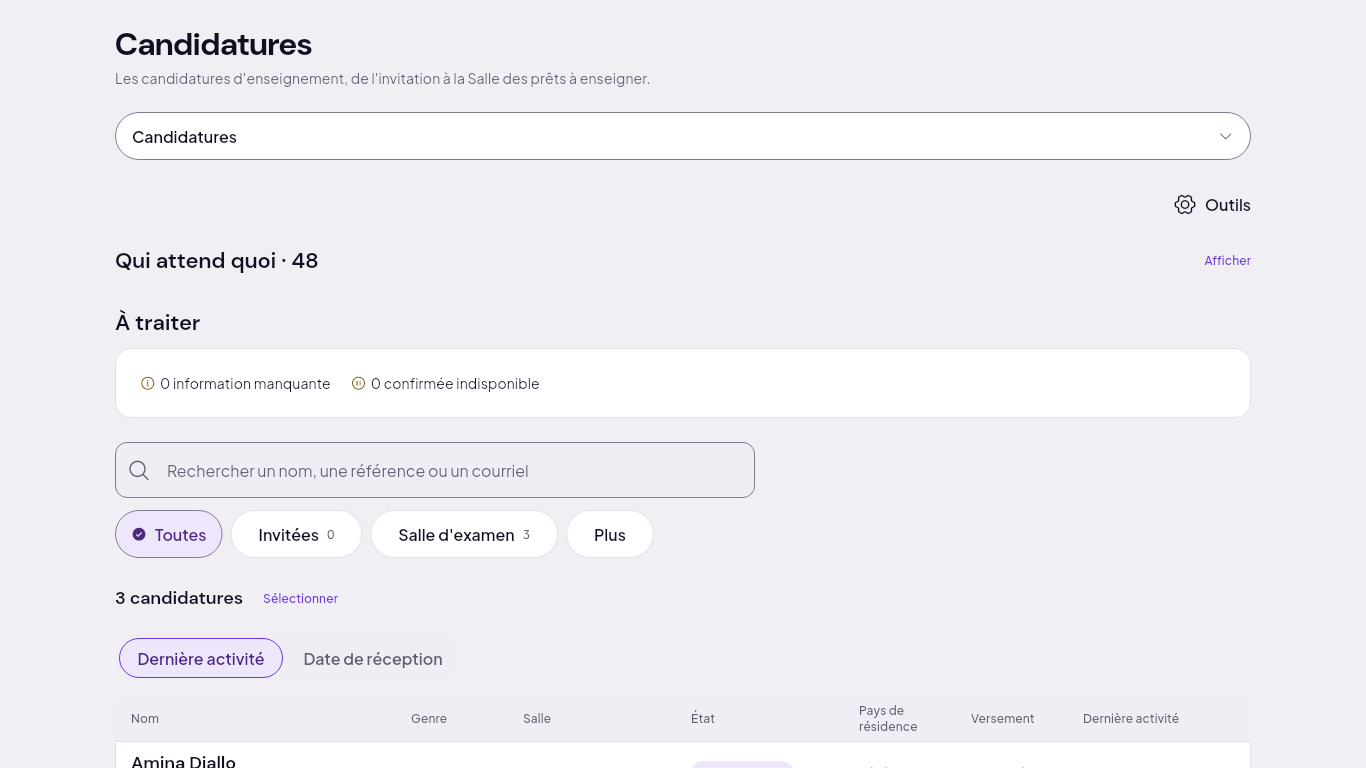 Candidatures
Les candidatures d'enseignement, de l'invitation à la Salle des prêts à enseigner.
Candidatures
Outils
Qui attend quoi · 48
Afficher
À traiter
0 information manquante
0 confirmée indisponible
Rechercher un nom, une référence ou un courriel
Toutes
Invitées 0
Salle d'examen 3
Plus
3 candidatures
Sélectionner
Dernière activité
Date de réception
Nom
Genre
Salle
État
Pays de
résidence
Versement
Dernière activité
Amina Diallo